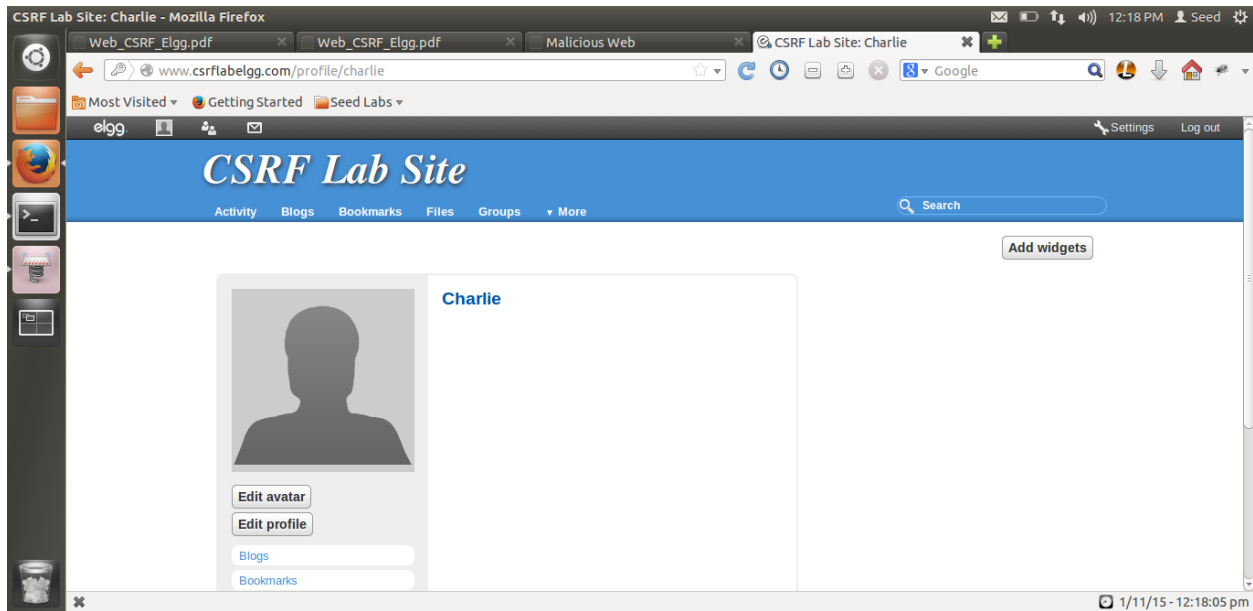 CSRF Lab Site: Charlie - Mozilla Firefox
12:18 PM Seed
Web_CSRF_Elgg.pdf
Web_CSRF_Elgg.pdf
Malicious Web
CSRF Lab Site: Charlie
www.csrflabelgg.com/profile/charlie
8 Google
Most Visited
Getting Started
Seed Labs
elgg.
Settings
Log out
CSRF Lab Site
Activity Blogs Bookmarks Files Groups More
Search
Add widgets
Charlie
Edit avatar
Edit profile
Blogs
Bookmarks
1/11/15 - 12:18:05 pm